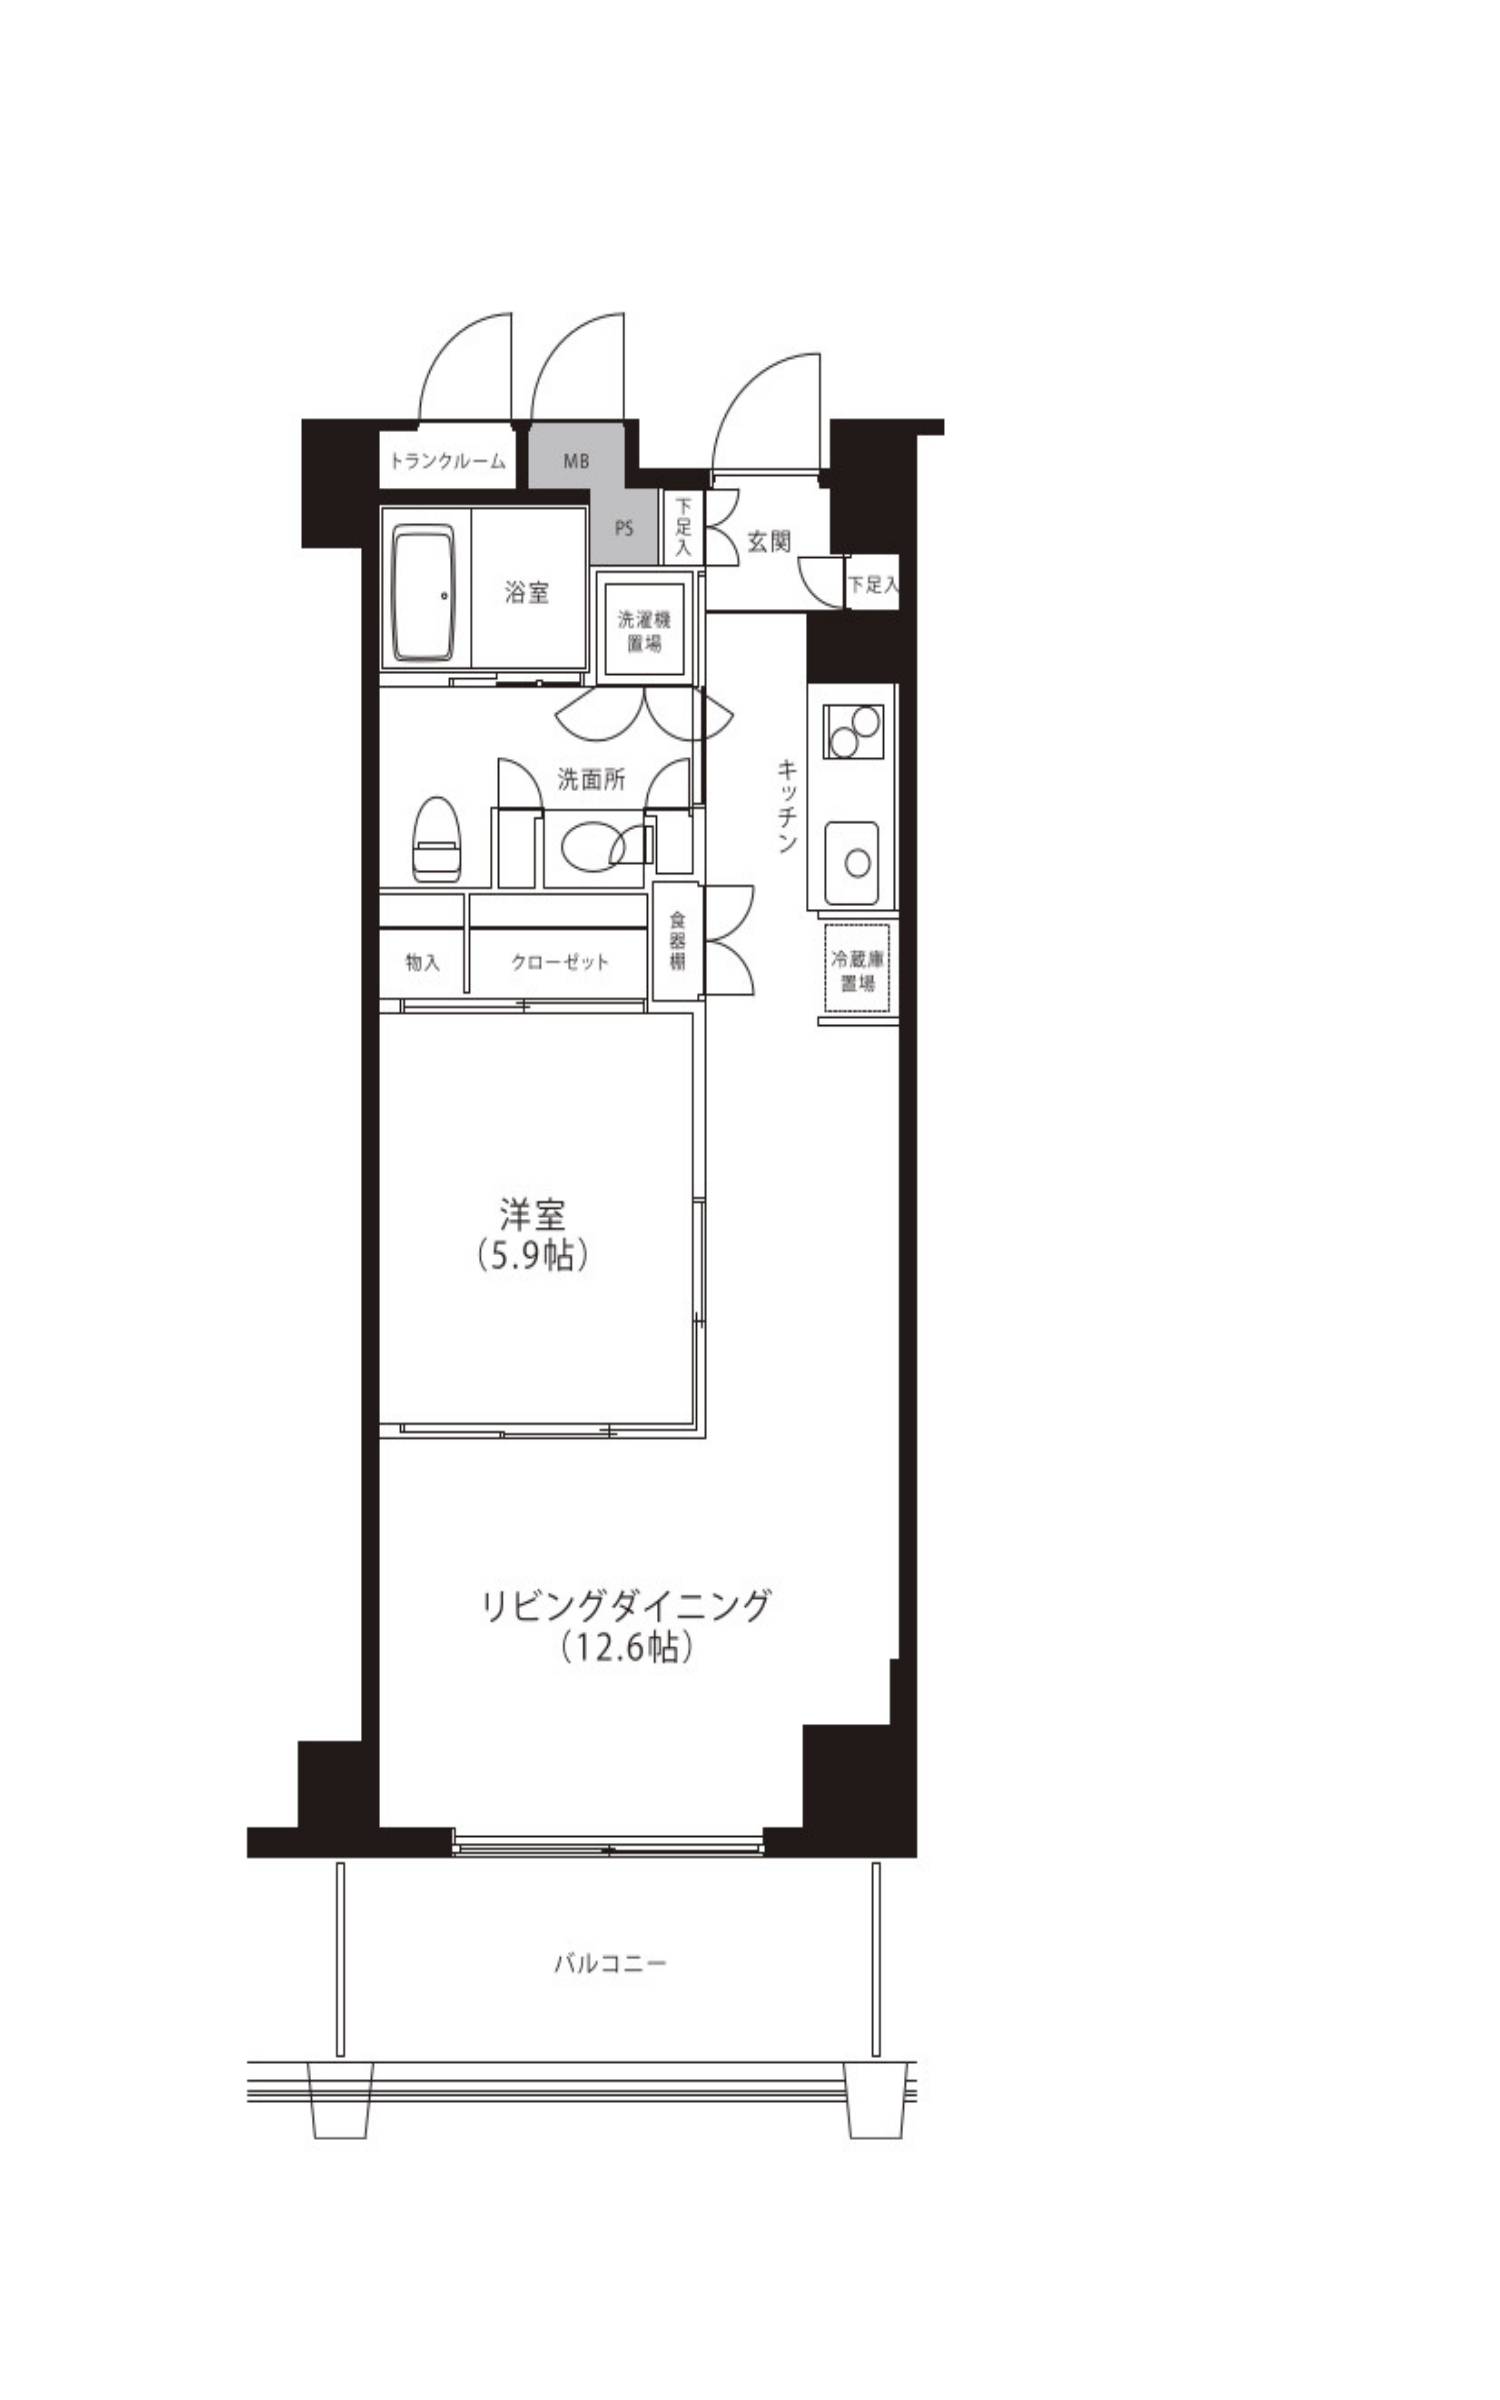 トランクルーム
MB
PS
下足入
玄関
下足入
浴室
洗濯機
置場
洗面所
キッチン
食器棚
冷蔵庫
置場
物入
クローゼット
洋室
（5.9帖）
リビングダイニング
（12.6帖）
バルコニー